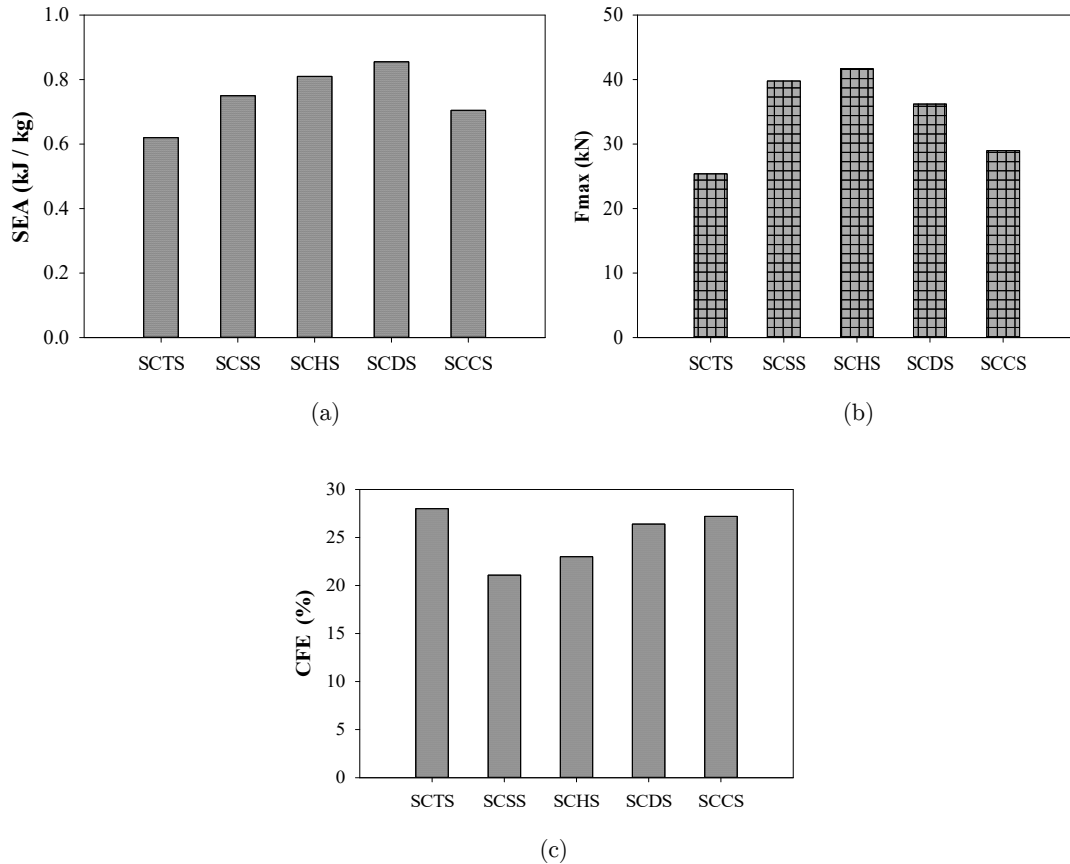 1.0
0.8
0.6
0.4
0.2
0.0
SEA (kJ / kg)
SCTS SCSS SCHS SCDS SCCS
(a)
50
40
30
20
10
0
Fmax (kN)
SCTS SCSS SCHS SCDS SCCS
(b)
30
25
20
15
10
5
0
CFE (%)
SCTS SCSS SCHS SCDS SCCS
(c)